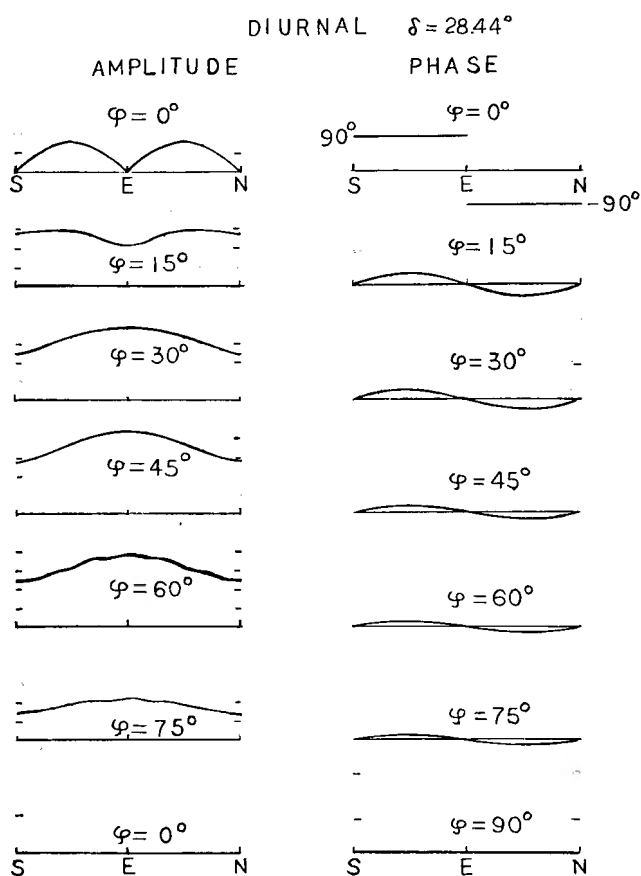 DIURNAL δ = 28.44°
AMPLITUDE PHASE
φ = 0° φ = 0°
90°
S E N S E N
-90°
φ = 15° φ = 15°
φ = 30° φ = 30°
φ = 45° φ = 45°
φ = 60° φ = 60°
φ = 75° φ = 75°
φ = 0° φ = 90°
S E N S E N